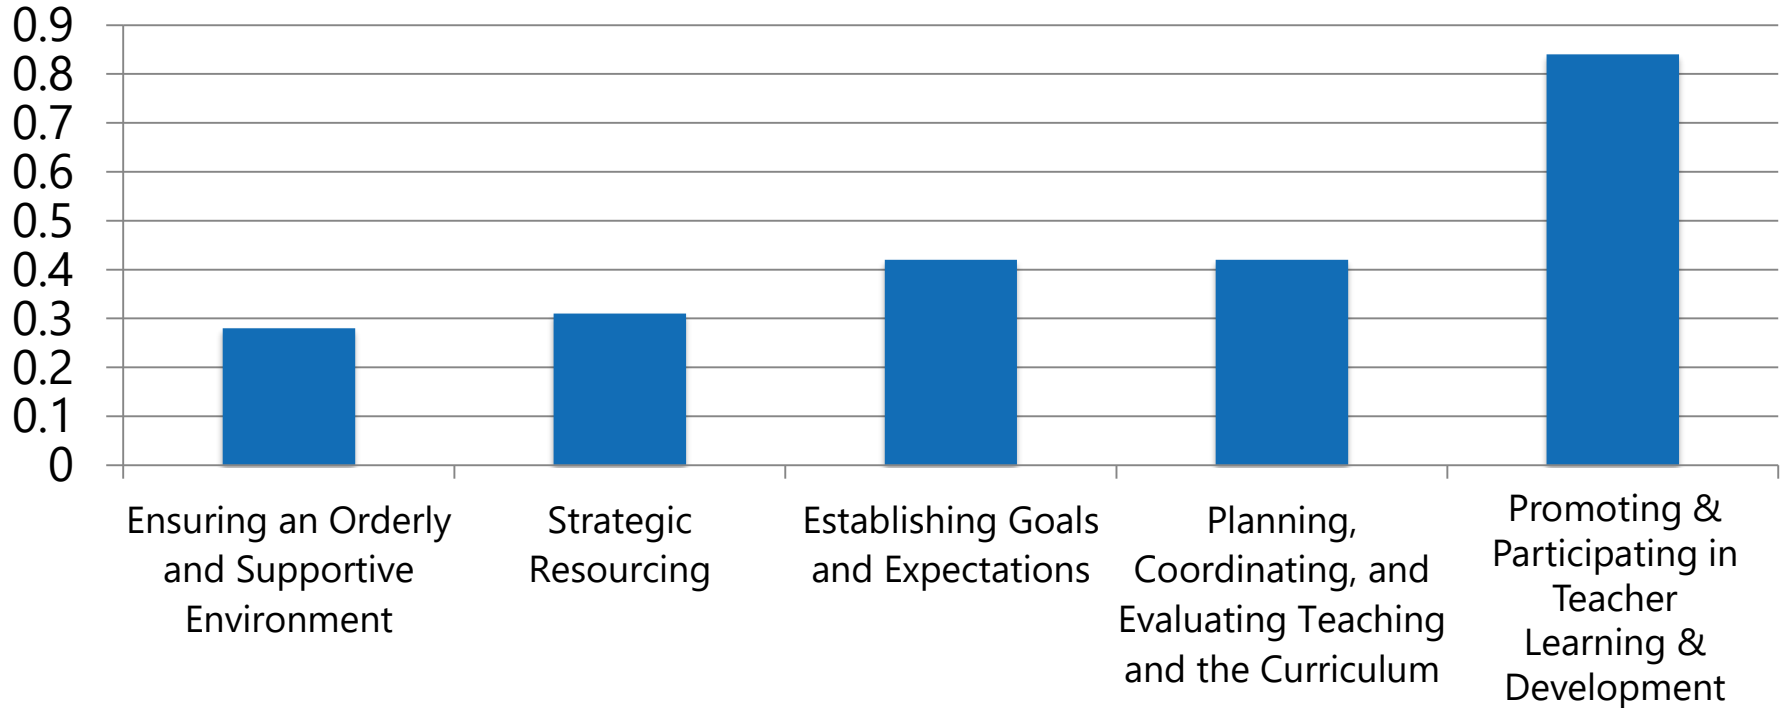 0.9
0.8
0.7
0.6
0.5
0.4
0.3
0.2
0.1
0
Ensuring an Orderly
and Supportive
Environment
Strategic
Resourcing
Establishing Goals
and Expectations
Planning,
Coordinating, and
Evaluating Teaching
and the Curriculum
Promoting &
Participating in
Teacher
Learning &
Development